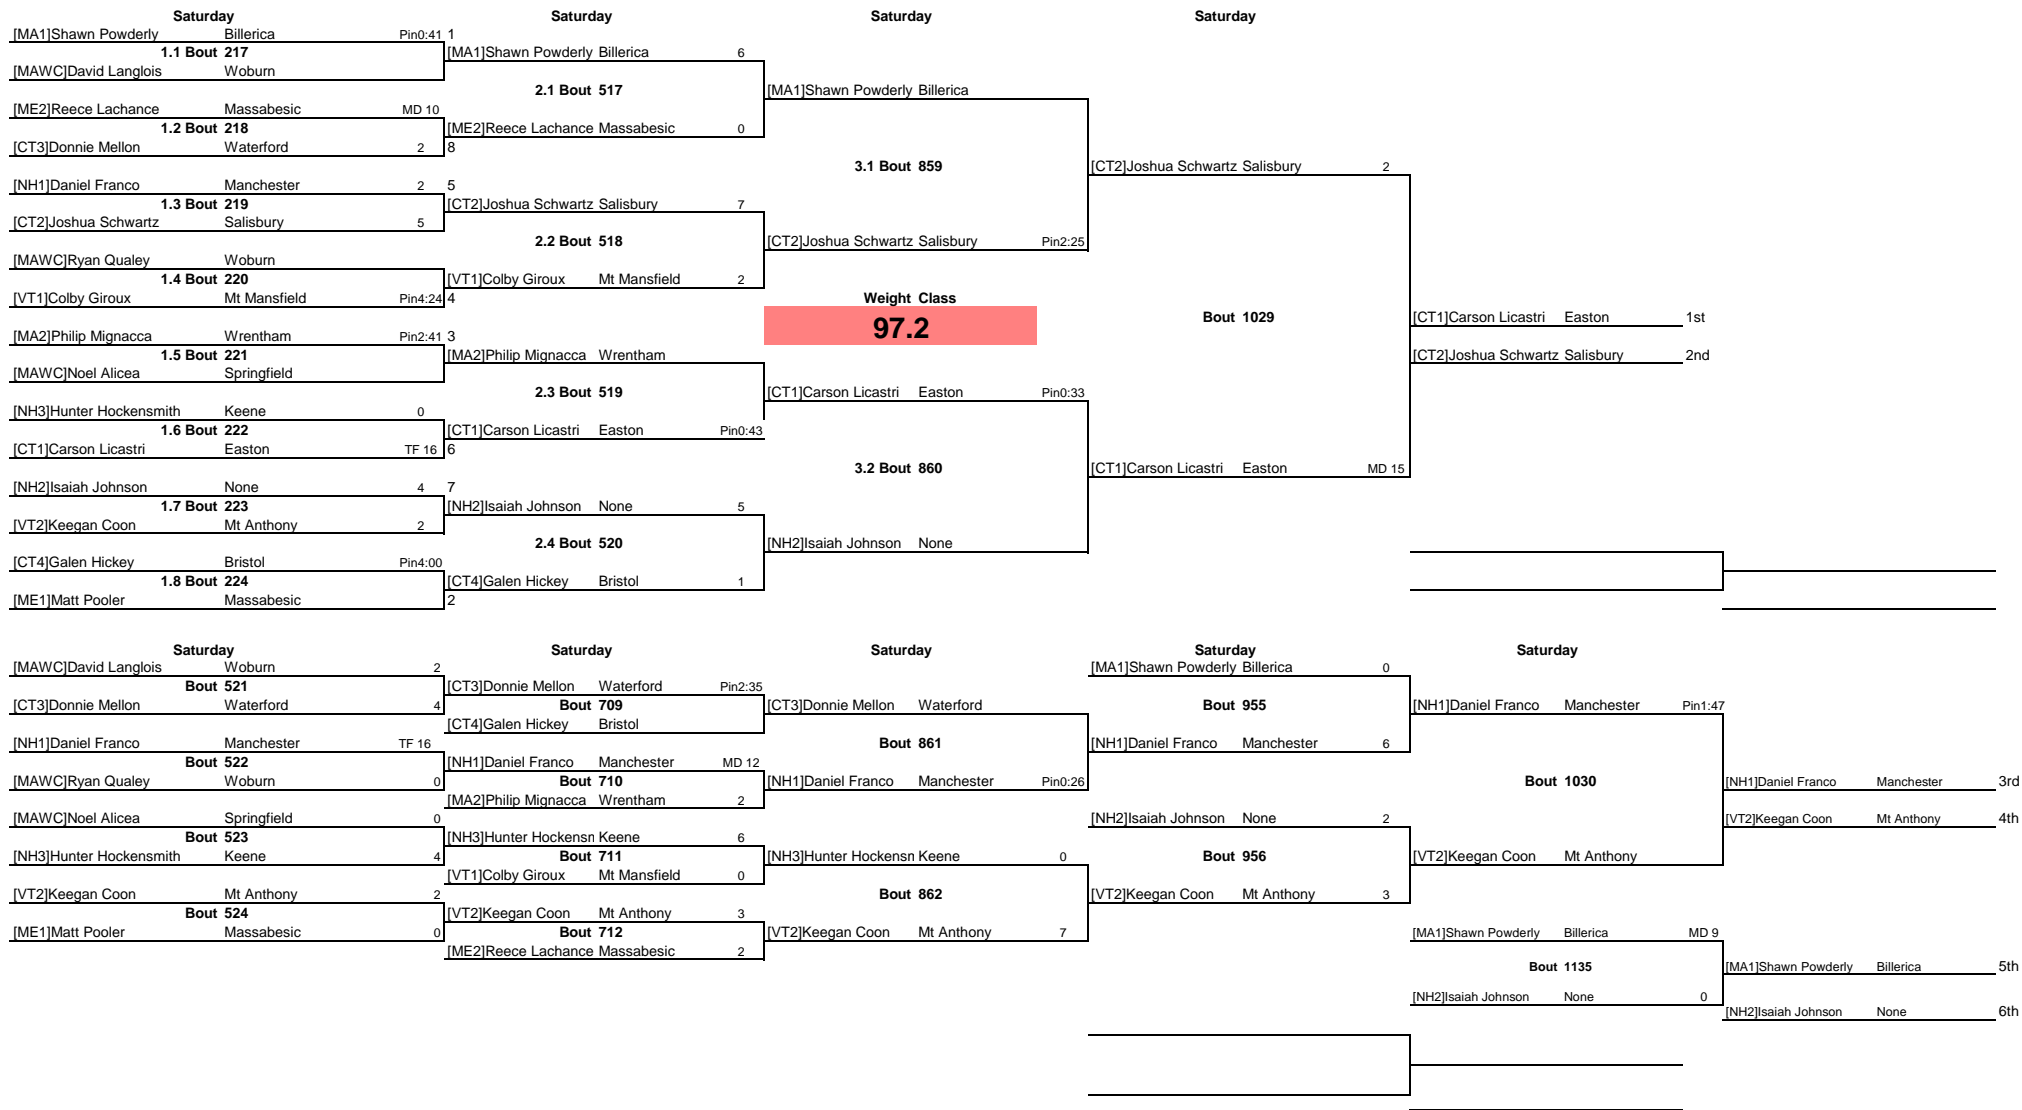 Saturday Saturday Saturday Saturday
[MA1]Shawn Powderly Billerica Pin0:41 1
1.1 Bout 217 [MA1]Shawn Powderly Billerica 6
[MAWC]David Langlois Woburn
2.1 Bout 517 [MA1]Shawn Powderly Billerica
[ME2]Reece Lachance Massabesic MD 10
1.2 Bout 218 [ME2]Reece Lachance Massabesic 0
[CT3]Donnie Mellon Waterford 2 8
3.1 Bout 859 [CT2]Joshua Schwartz Salisbury 2
[NH1]Daniel Franco Manchester 2 5
1.3 Bout 219 [CT2]Joshua Schwartz Salisbury 7
[CT2]Joshua Schwartz Salisbury 5
2.2 Bout 518 [CT2]Joshua Schwartz Salisbury Pin2:25
[MAWC]Ryan Qualey Woburn
1.4 Bout 220 [VT1]Colby Giroux Mt Mansfield 2
[VT1]Colby Giroux Mt Mansfield Pin4:24 4 Weight Class
97.2 Bout 1029 [CT1]Carson Licastri Easton 1st
[MA2]Philip Mignacca Wrentham Pin2:41 3
1.5 Bout 221 [MA2]Philip Mignacca Wrentham [CT2]Joshua Schwartz Salisbury 2nd
[MAWC]Noel Alicea Springfield
2.3 Bout 519 [CT1]Carson Licastri Easton Pin0:33
[NH3]Hunter Hockensmith Keene 0
1.6 Bout 222 [CT1]Carson Licastri Easton Pin0:43
[CT1]Carson Licastri Easton TF 16 6
3.2 Bout 860 [CT1]Carson Licastri Easton MD 15
[NH2]Isaiah Johnson None 4 7
1.7 Bout 223 [NH2]Isaiah Johnson None 5
[VT2]Keegan Coon Mt Anthony 2
2.4 Bout 520 [NH2]Isaiah Johnson None
[CT4]Galen Hickey Bristol Pin4:00
1.8 Bout 224 [CT4]Galen Hickey Bristol 1
[ME1]Matt Pooler Massabesic 2
Saturday Saturday Saturday Saturday Saturday
[MAWC]David Langlois Woburn 2 [MA1]Shawn Powderly Billerica 0
Bout 521 [CT3]Donnie Mellon Waterford Pin2:35
[CT3]Donnie Mellon Waterford 4 Bout 709 [CT3]Donnie Mellon Waterford Bout 955 [NH1]Daniel Franco Manchester Pin1:47
[CT4]Galen Hickey Bristol
[NH1]Daniel Franco Manchester TF 16 Bout 861 [NH1]Daniel Franco Manchester 6
Bout 522 [NH1]Daniel Franco Manchester MD 12
[MAWC]Ryan Qualey Woburn 0 Bout 710 [NH1]Daniel Franco Manchester Pin0:26 Bout 1030 [NH1]Daniel Franco Manchester 3rd
[MA2]Philip Mignacca Wrentham 2
[MAWC]Noel Alicea Springfield 0 [NH2]Isaiah Johnson None 2 [VT2]Keegan Coon Mt Anthony 4th
Bout 523 [NH3]Hunter Hockensn Keene 6
[NH3]Hunter Hockensmith Keene 4 Bout 711 [NH3]Hunter Hockensn Keene 0 Bout 956 [VT2]Keegan Coon Mt Anthony
[VT1]Colby Giroux Mt Mansfield 0
[VT2]Keegan Coon Mt Anthony 2 Bout 862 [VT2]Keegan Coon Mt Anthony 3
Bout 524 [VT2]Keegan Coon Mt Anthony 3
[ME1]Matt Pooler Massabesic 0 Bout 712 [VT2]Keegan Coon Mt Anthony 7 [MA1]Shawn Powderly Billerica MD 9
[ME2]Reece Lachance Massabesic 2
Bout 1135 [MA1]Shawn Powderly Billerica 5th
[NH2]Isaiah Johnson None 0
[NH2]Isaiah Johnson None 6th